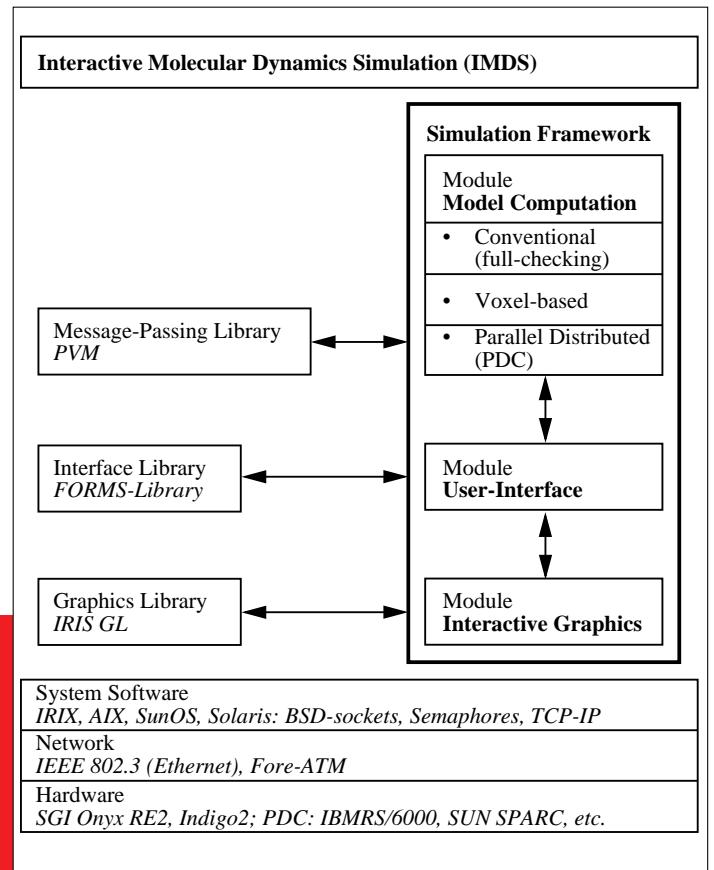 Interactive Molecular Dynamics Simulation (IMDS)
Simulation Framework
Module
Model Computation
• Conventional
(full-checking)
• Voxel-based
• Parallel Distributed
(PDC)
Message-Passing Library
PVM
Interface Library
FORMS-Library
Module
User-Interface
Graphics Library
IRIS GL
Module
Interactive Graphics
System Software
IRIX, AIX, SunOS, Solaris: BSD-sockets, Semaphores, TCP-IP
Network
IEEE 802.3 (Ethernet), Fore-ATM
Hardware
SGI Onyx RE2, Indigo2; PDC: IBMRS/6000, SUN SPARC, etc.